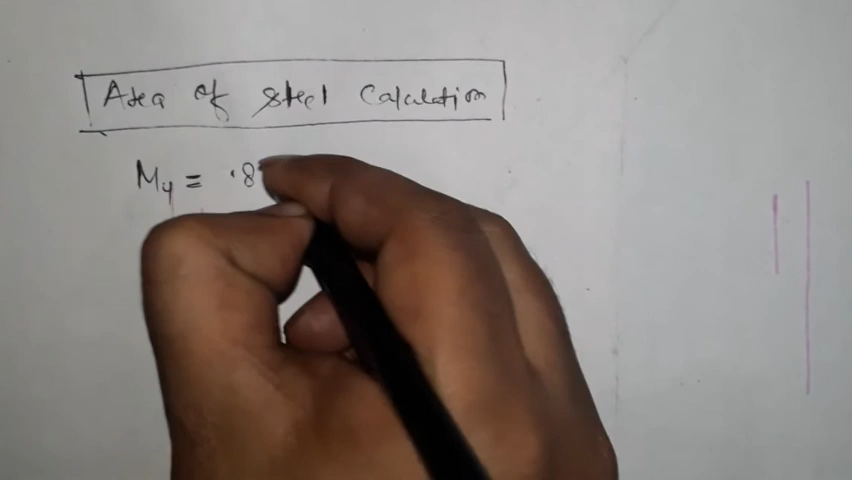 Area of steel Calculation
Mu = .8